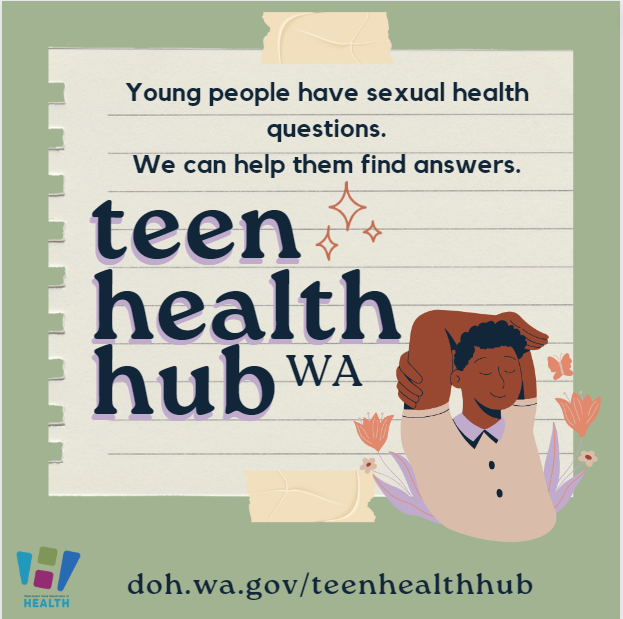 Young people have sexual health
questions.
We can help them find answers.
teen
health
hub WA
HEALTH
doh.wa.gov/teenhealthhub